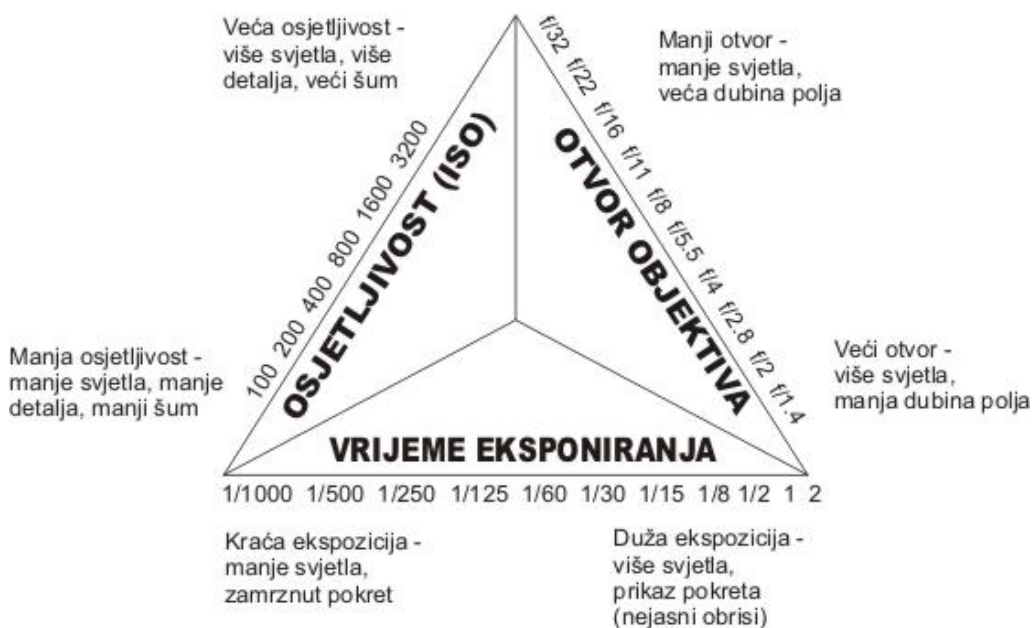 Veća osjetljivost -
više svjetla, više
detalja, veći šum
Manji otvor -
manje svjetla,
veća dubina polja
f/32 f/22 f/16 f/11 f/8 f/5.5 f/4 f/2.8 f/2 f/1.4
OTVOR OBJEKTIVA
100 200 400 800 1600 3200
OSJETLJIVOST (ISO)
Manja osjetljivost -
manje svjetla, manje
detalja, manji šum
Veći otvor -
više svjetla,
manja dubina polja
VRIJEME EKSPONIRANJA
1/1000 1/500 1/250 1/125 1/60 1/30 1/15 1/8 1/2 1 2
Kraća ekspozicija -
manje svjetla,
zamrznut pokret
Duža ekspozicija -
više svjetla,
prikaz pokreta
(nejasni obrisi)